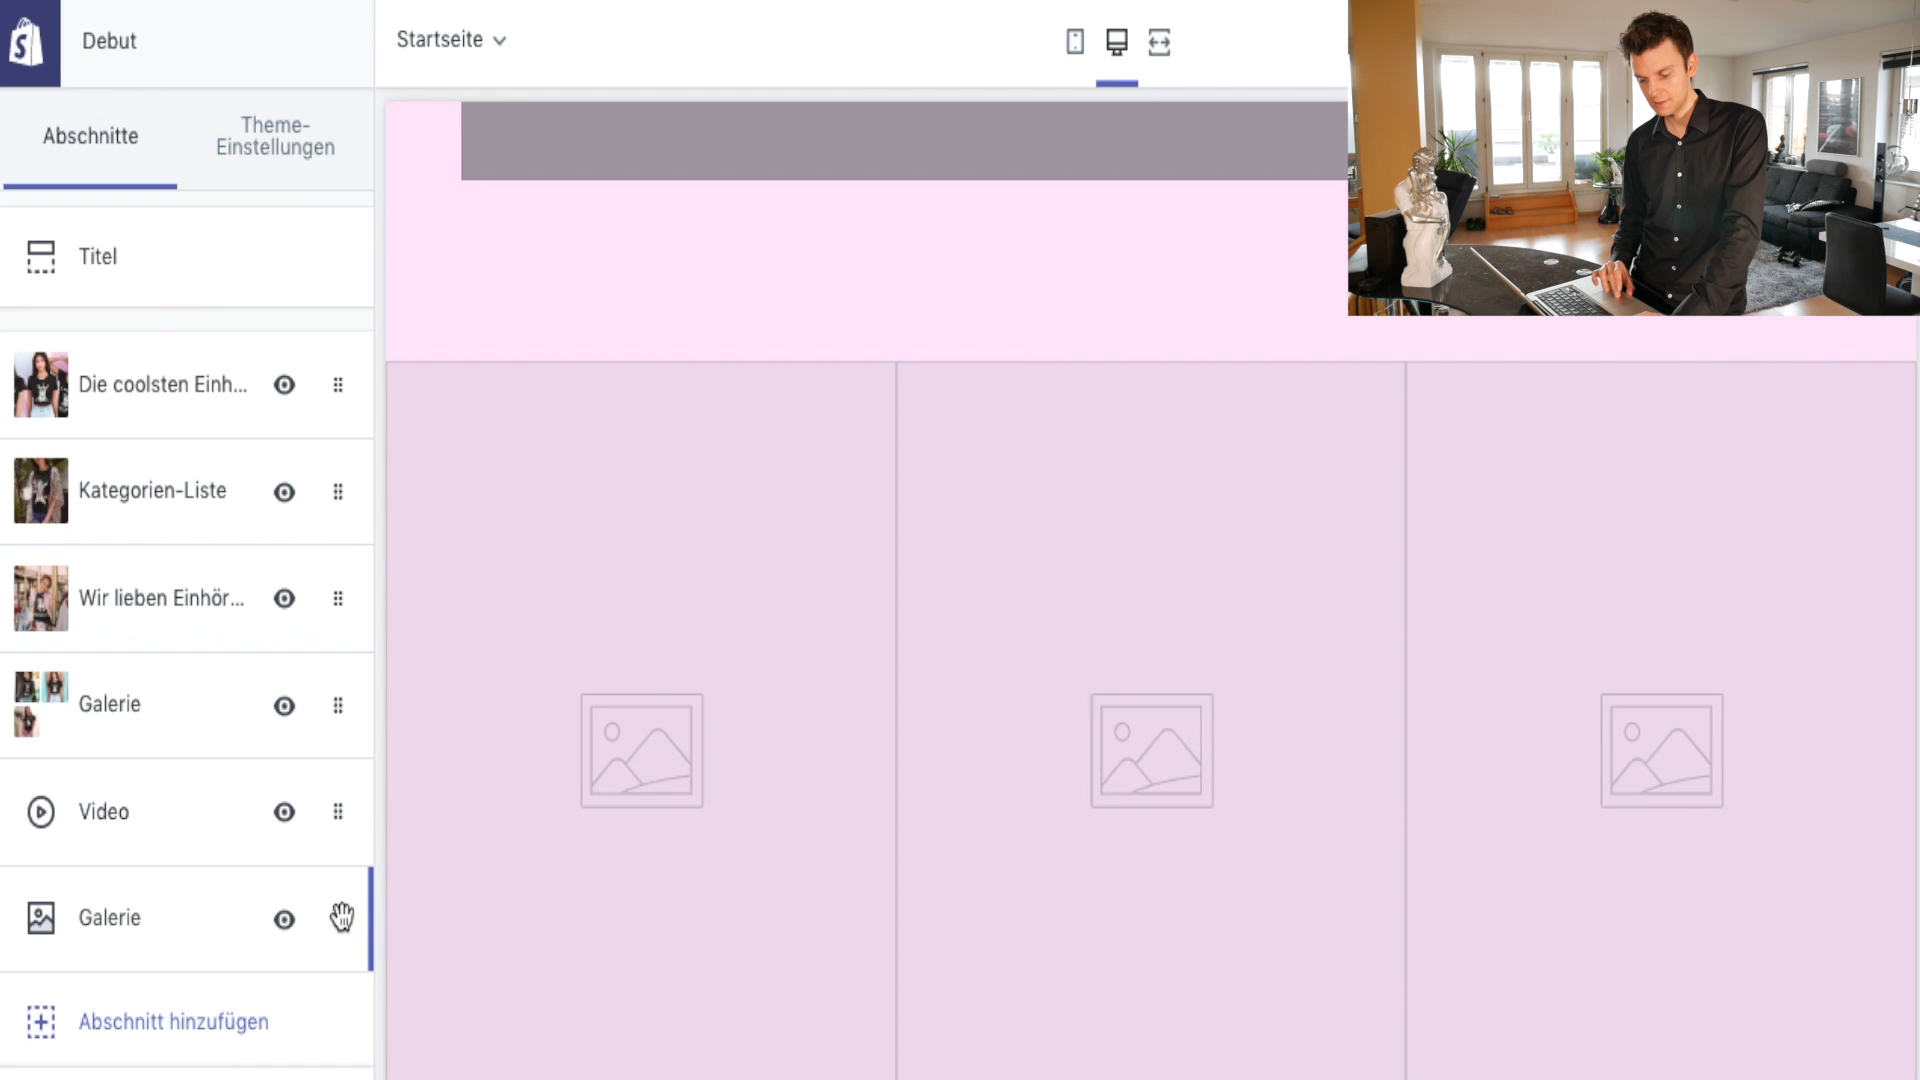 Debut
Startseite
Abschnitte
Theme-
Einstellungen
Titel
Die coolsten Einh...
Kategorien-Liste
Wir lieben Einhör...
Galerie
Video
Galerie
Abschnitt hinzufügen